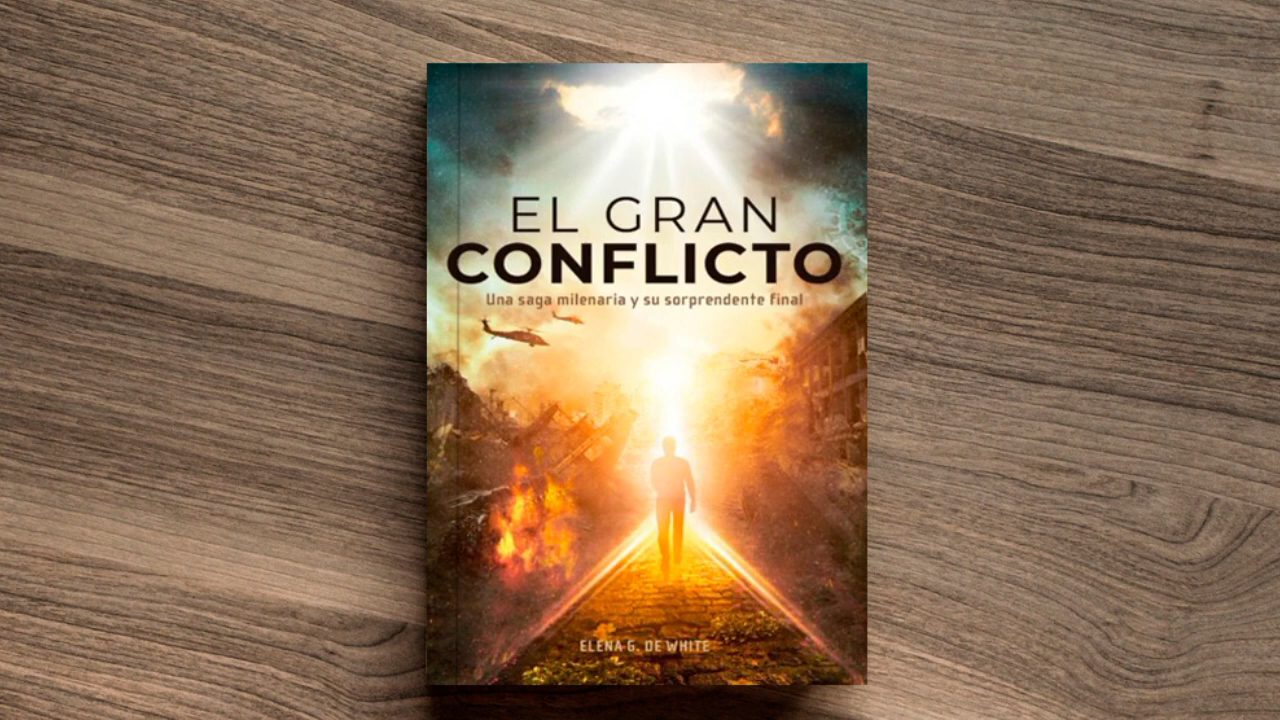 EL GRAN
CONFLICTO
Una saga milenaria y su sorprendente final
ELENA G. DE WHITE